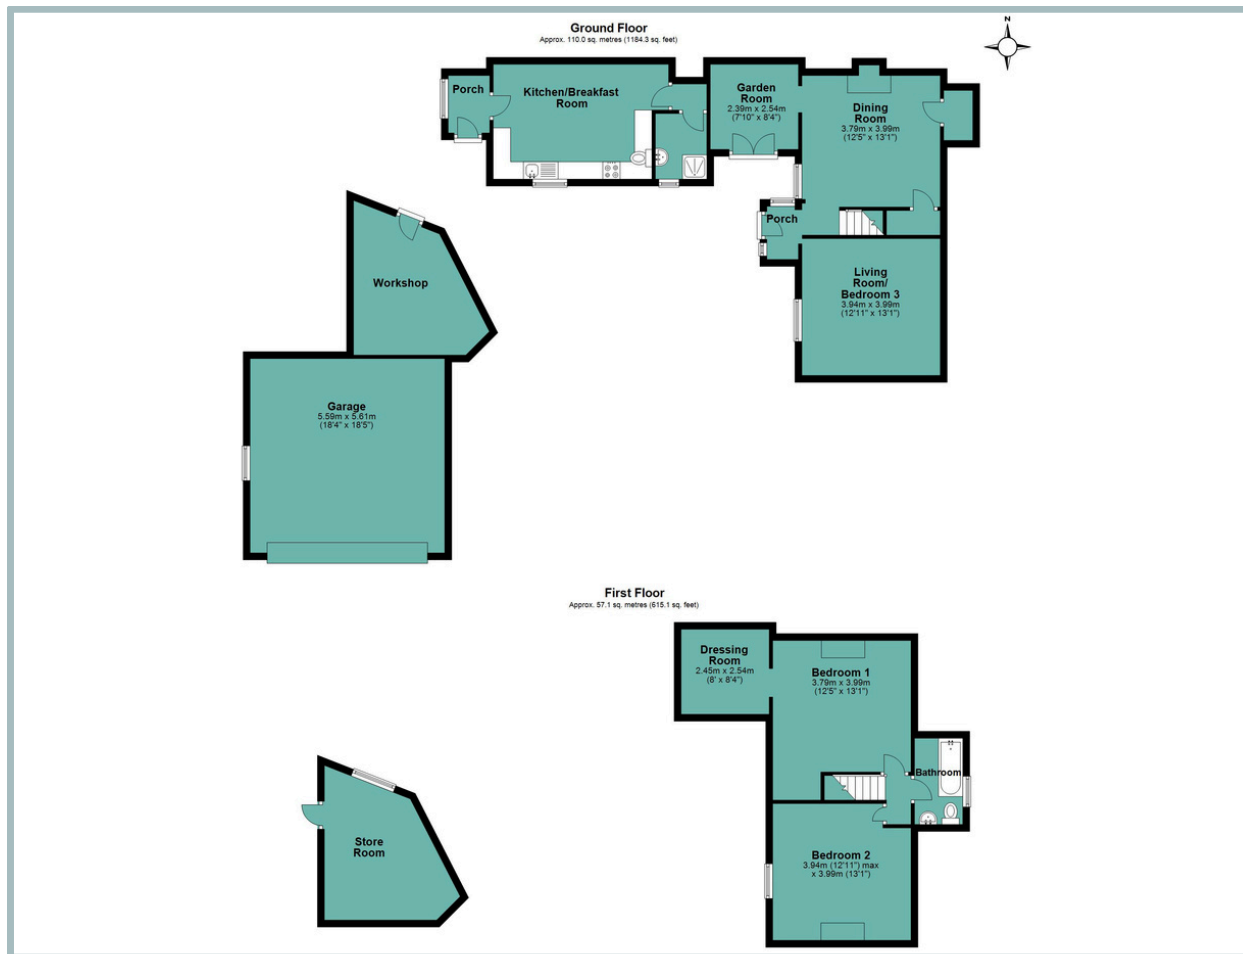 Ground Floor
Approx. 110.0 sq. metres (1184.3 sq. feet)
N
Porch
Kitchen/Breakfast
Room
Garden
Room
2.39m x 2.54m
(7'10" x 8'4")
Dining
Room
3.79m x 3.99m
(12'5" x 13'1")
Porch
Living
Room/
Bedroom 3
3.94m x 3.99m
(12'11" x 13'1")
Workshop
Garage
5.59m x 5.61m
(18'4" x 18'5")
First Floor
Approx. 57.1 sq. metres (615.1 sq. feet)
Dressing
Room
2.45m x 2.54m
(8' x 8'4")
Bedroom 1
3.79m x 3.99m
(12'5" x 13'1")
Bathroom
Store
Room
Bedroom 2
3.94m (12'11") max
x 3.99m (13'1")